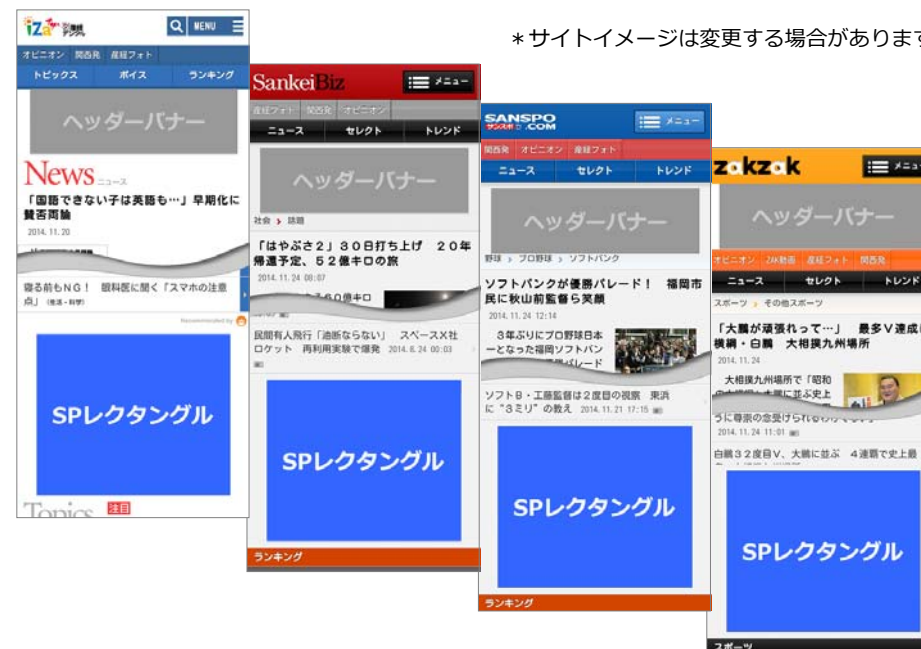 ＊サイトイメージは変更する場合があります
iza
MENU
オピニオン 関西発 産経フォト
トピックス ボイス ランキング
ヘッダーバナー
News ニュース
「国語できない子は英語も…」早期化に
賛否両論
2014.11.20
寝る前もNG！ 眼科医に聞く「スマホの注意
点」 (生活・科学)
Recommended by
SPレクタングル
Topics 注目
SankeiBiz
メニュー
産経フォト 関西発 オピニオン
ニュース セレクト トレンド
ヘッダーバナー
社会 › 話題
「はやぶさ２」３０日打ち上げ ２０年
帰還予定、５２億キロの旅
2014.11.24 08:07
民間有人飛行「油断ならない」 スペースX社
ロケット 再利用実験で爆発 2014.8.24 00:03
SPレクタングル
ランキング
SANSPO
サンスポ .COM
メニュー
関西発 オピニオン 産経フォト
ニュース セレクト トレンド
ヘッダーバナー
野球 › プロ野球 › ソフトバンク
ソフトバンクが優勝パレード！ 福岡市
民に秋山前監督ら笑顔
2014.11.24 12:14
３年ぶりにプロ野球日本
一となった福岡ソフトバン
ソフトB・工藤監督は２度目の視察 東浜
に“３ミリ”の教え 2014.11.21 17:15
SPレクタングル
ランキング
zakzak
メニュー
ヘッダーバナー
オピニオン ZAK動画 産経フォト 関西発
ニュース セレクト トレンド
スポーツ › その他スポーツ
「大鵬が頑張れって…」 最多Ｖ達成
横綱・白鵬 大相撲九州場所
2014.11.24
大相撲九州場所で「昭和
2014.11.24 11:01
白鵬３２度目Ｖ、大鵬に並ぶ ４連覇で史上最
SPレクタングル
スポーツ